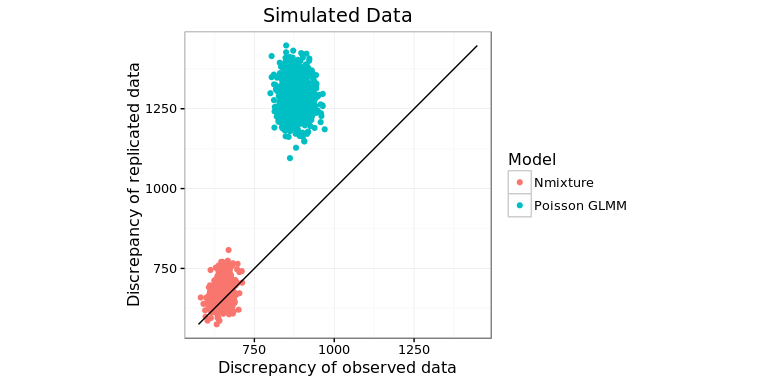 Simulated Data
Discrepancy of replicated data
1250
1000
750
750 1000 1250
Discrepancy of observed data
Model
Nmixture
Poisson GLMM